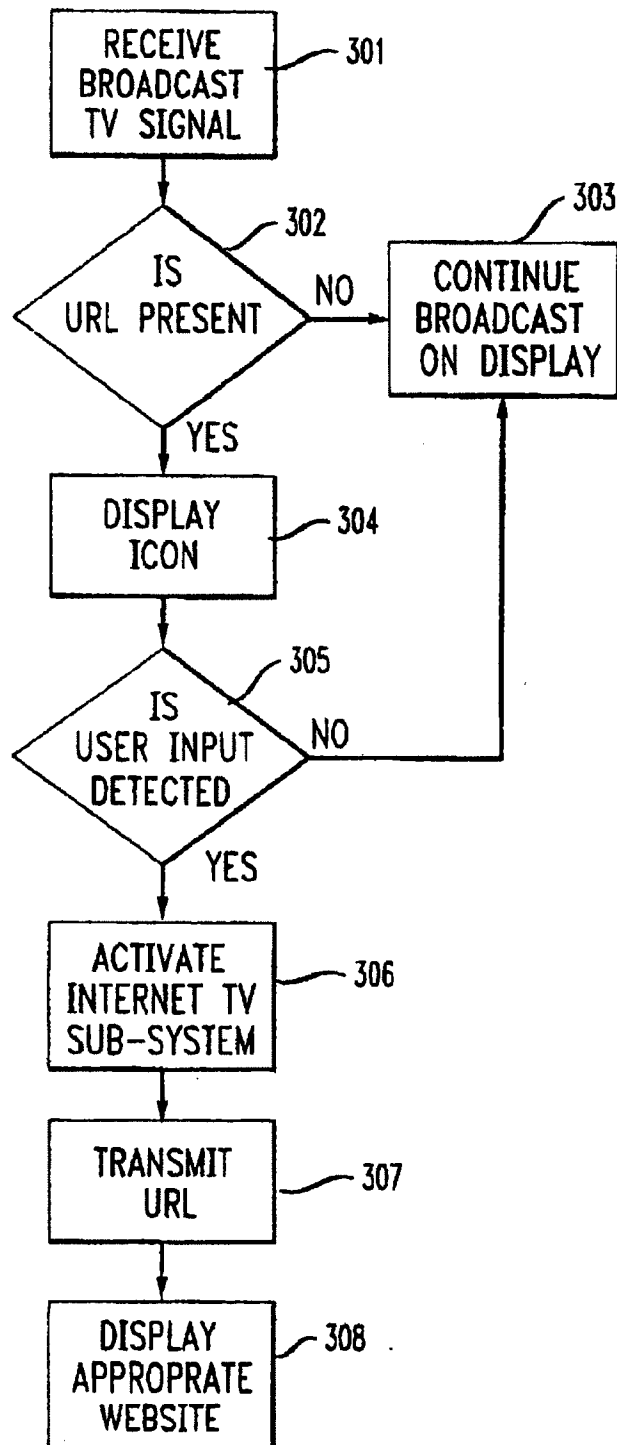 RECEIVE
BROADCAST
TV SIGNAL
301
302
IS
URL PRESENT
NO
303
CONTINUE
BROADCAST
ON DISPLAY
YES
DISPLAY
ICON
304
305
IS
USER INPUT
DETECTED
NO
YES
ACTIVATE
INTERNET TV
SUB-SYSTEM
306
TRANSMIT
URL
307
DISPLAY
APPROPRATE
WEBSITE
308